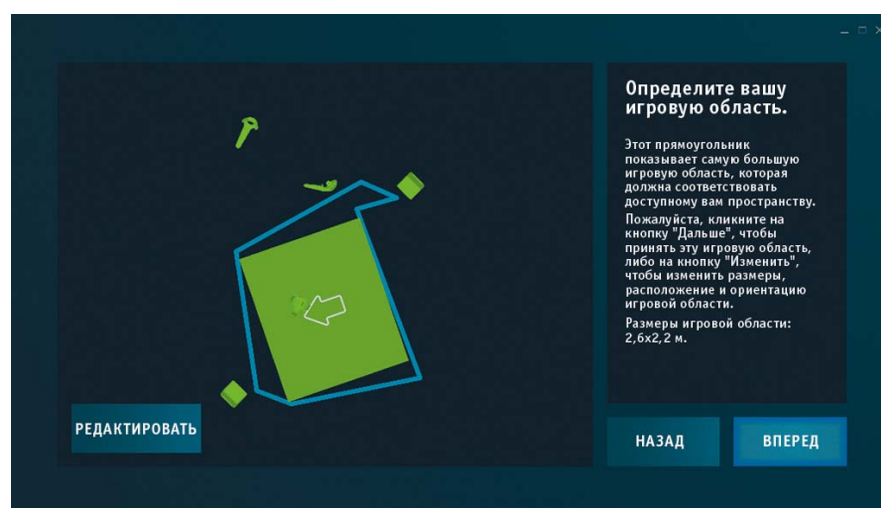 Определите вашу
игровую область.
Этот прямоугольник
показывает самую большую
игровую область, которая
должна соответствовать
доступному вам пространству.
Пожалуйста, кликните на
кнопку "Дальше", чтобы
принять эту игровую область,
либо на кнопку "Изменить",
чтобы изменить размеры,
расположение и ориентацию
игровой области.
Размеры игровой области:
2,6x2,2 м.
РЕДАКТИРОВАТЬ
НАЗАД
ВПЕРЕД